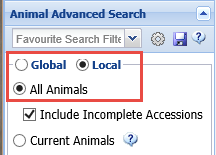 Animal Advanced Search
Favourite Search Filte
Global Local
All Animals
Include Incomplete Accessions
Current Animals